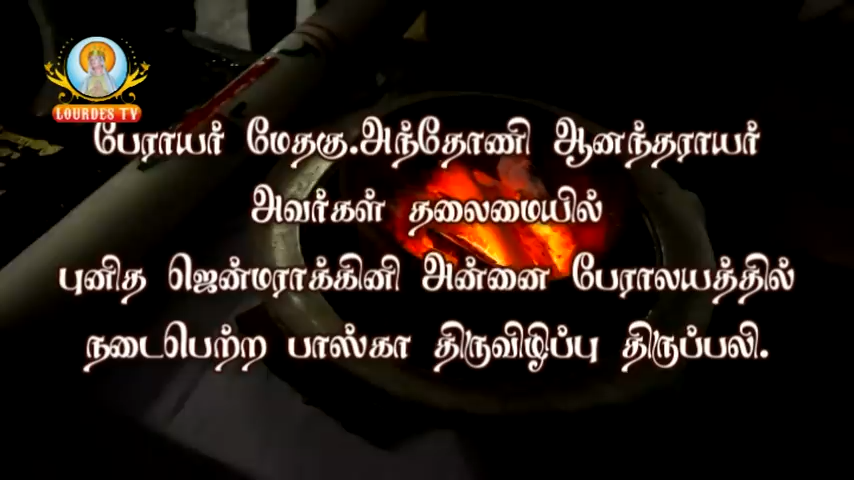 LOURDES TV
பேராயர் மேதகு.அந்தோணி ஆனந்தராயர்
அவர்கள் தலைமையில்
புனித ஜென்மராக்கினி அன்னை பேராலயத்தில்
நடைபெற்ற பாஸ்கா திருவிழிப்பு திருப்பலி.